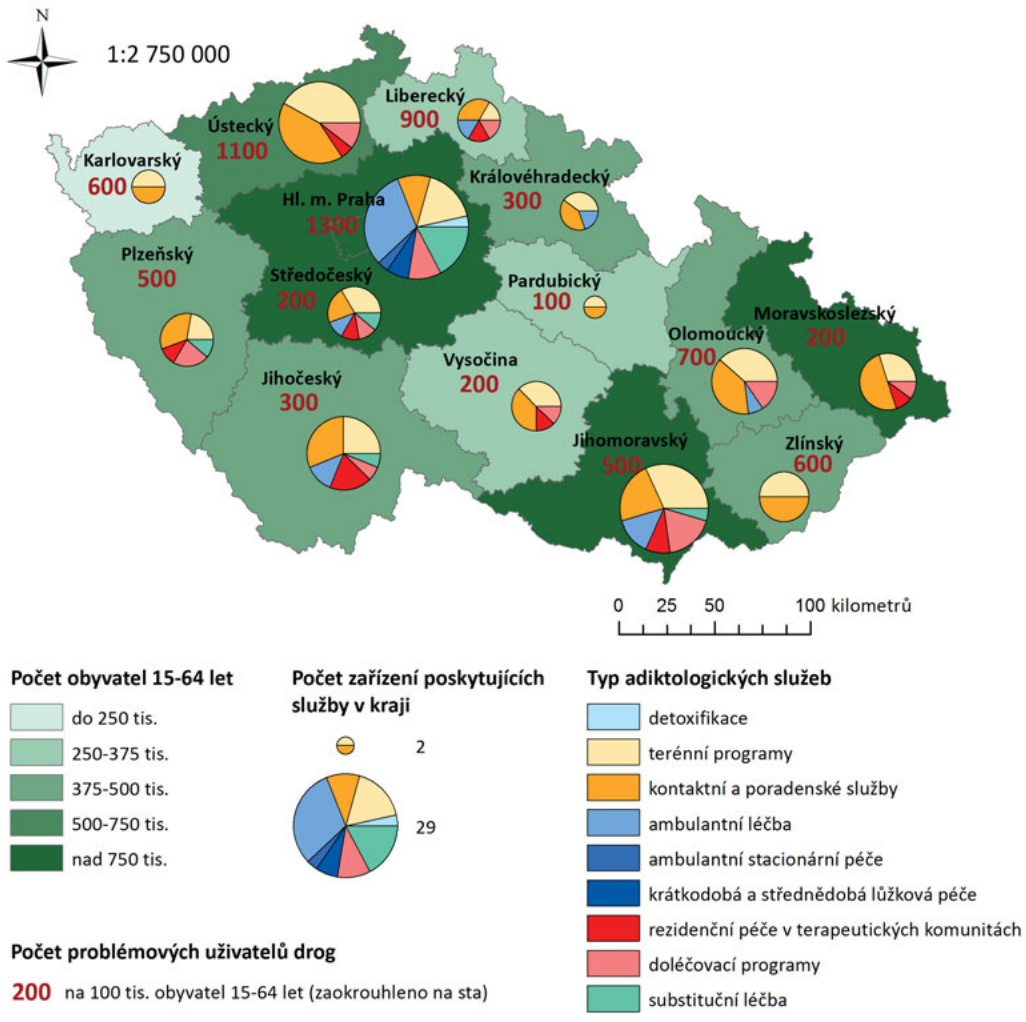 N
1:2 750 000
Liberecký
900
Ústecký
1100
Karlovarský
600
Královéhradecký
300
Hl. m. Praha
1300
Plzeňský
500
Středočeský
200
Pardubický
100
Moravskoslezský
200
Olomoucký
700
Vysočina
200
Jihočeský
300
Jihomoravský
500
Zlínský
600
0 25 50 100 kilometrů
Počet obyvatel 15-64 let
do 250 tis.
250-375 tis.
375-500 tis.
500-750 tis.
nad 750 tis.
Počet zařízení poskytujících
služby v kraji
2
29
Typ adiktologických služeb
detoxifikace
terénní programy
kontaktní a poradenské služby
ambulantní léčba
ambulantní stacionární péče
krátkodobá a střednědobá lůžková péče
rezidenční péče v terapeutických komunitách
doléčovací programy
substituční léčba
Počet problémových uživatelů drog
200 na 100 tis. obyvatel 15-64 let (zaokrouhleno na sta)